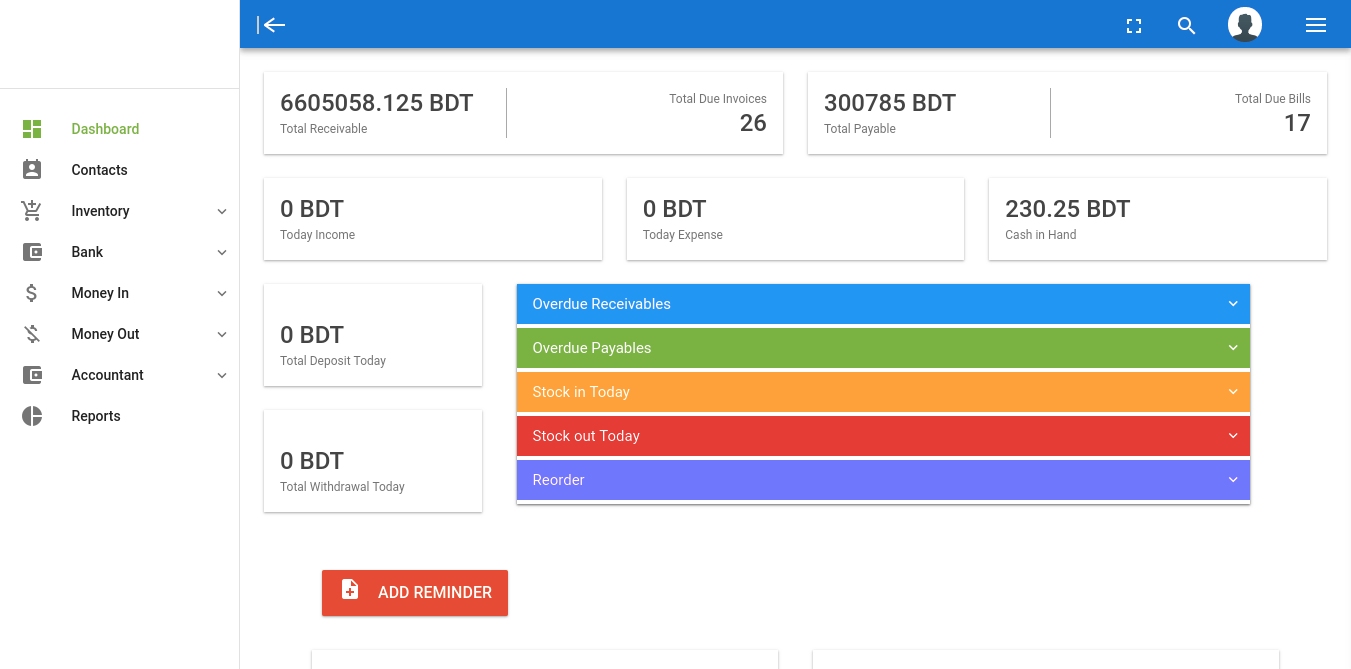 Dashboard
Contacts
Inventory
Bank
Money In
Money Out
Accountant
Reports
6605058.125 BDT
Total Receivable
Total Due Invoices
26
300785 BDT
Total Payable
Total Due Bills
17
0 BDT
Today Income
0 BDT
Today Expense
230.25 BDT
Cash in Hand
0 BDT
Total Deposit Today
0 BDT
Total Withdrawal Today
Overdue Receivables
Overdue Payables
Stock in Today
Stock out Today
Reorder
ADD REMINDER